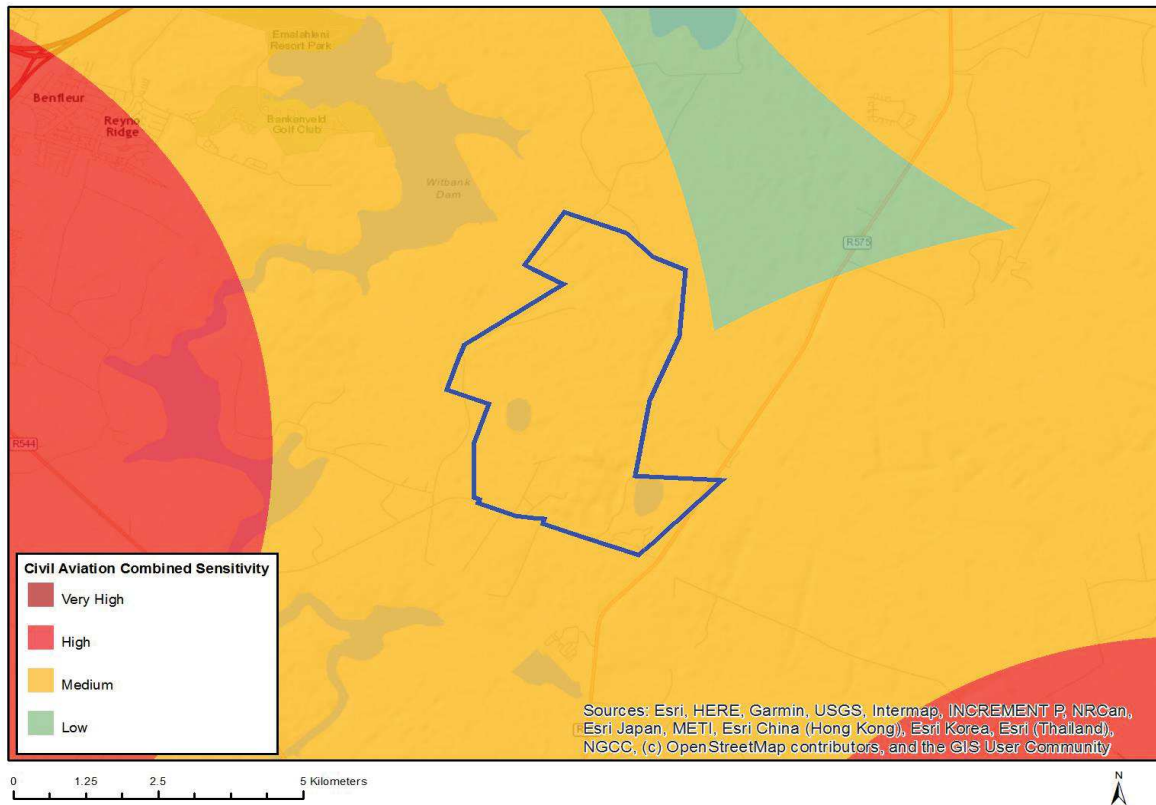 Emalahleni
Resort Park
Benfleur
Reyno
Ridge
Bankenveld
Golf Club
Witbank
Dam
R575
R544
Civil Aviation Combined Sensitivity
Very High
High
Medium
Low
Sources: Esri, HERE, Garmin, USGS, Intermap, INCREMENT P, NRCan,
Esri Japan, METI, Esri China (Hong Kong), Esri Korea, Esri (Thailand),
NGCC, (c) OpenStreetMap contributors, and the GIS User Community
0 1.25 2.5 5 Kilometers
N